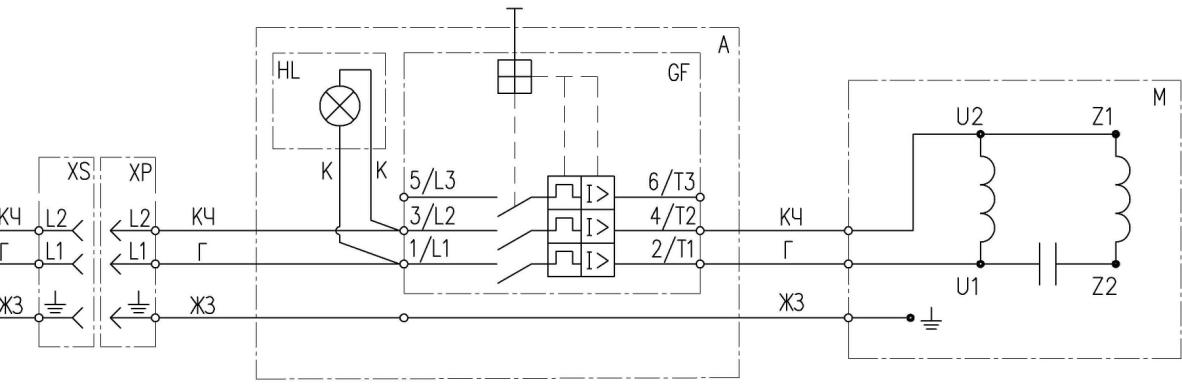 A
HL
GF
M
U2 Z1
XS XP
К К
5/L3 6/T3
I>
КЧ L2 L2 КЧ 3/L2 4/T2 КЧ
I>
Г L1 L1 Г 1/L1 2/T1 Г
I>
U1 Z2
ЖЗ ЖЗ ЖЗ